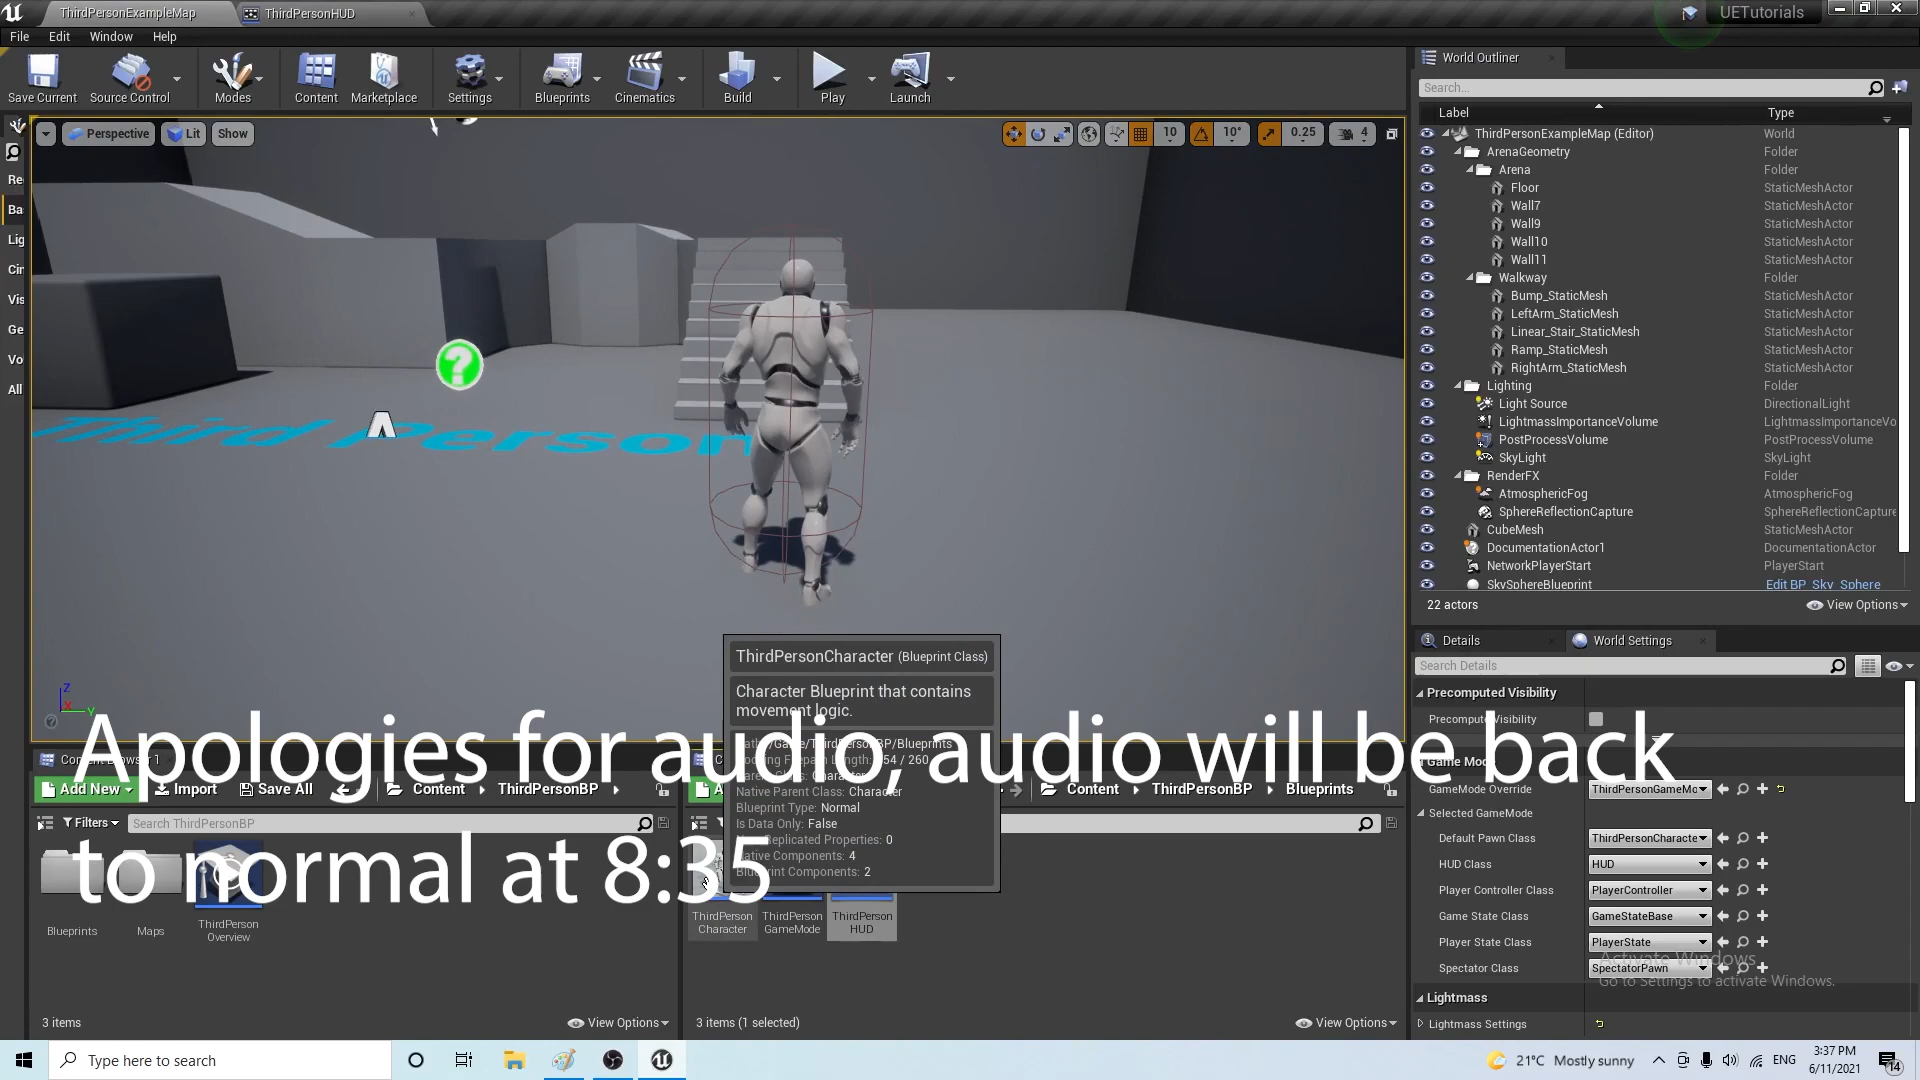 ThirdPersonExampleMap
ThirdPersonHUD
UETutorials
File Edit Window Help
Save Current
Source Control
Modes
Content
Marketplace
Settings
Blueprints
Cinematics
Build
Play
Launch
Perspective
Lit
Show
10
10°
0.25
4
Third Person
World Outliner
Search...
Label Type
ThirdPersonExampleMap (Editor) World
ArenaGeometry Folder
Arena Folder
Floor StaticMeshActor
Wall7 StaticMeshActor
Wall9 StaticMeshActor
Wall10 StaticMeshActor
Wall11 StaticMeshActor
Walkway Folder
Bump_StaticMesh StaticMeshActor
LeftArm_StaticMesh StaticMeshActor
Linear_Stair_StaticMesh StaticMeshActor
Ramp_StaticMesh StaticMeshActor
RightArm_StaticMesh StaticMeshActor
Lighting Folder
Light Source DirectionalLight
LightmassImportanceVolume LightmassImportanceVo
PostProcessVolume PostProcessVolume
SkyLight SkyLight
RenderFX Folder
AtmosphericFog AtmosphericFog
SphereReflectionCapture SphereReflectionCapture
CubeMesh StaticMeshActor
DocumentationActor1 DocumentationActor
NetworkPlayerStart PlayerStart
SkySphereBlueprint Edit BP_Sky_Sphere
22 actors View Options
Details
World Settings
Search Details
Precomputed Visibility
Game Mode
GameMode Override ThirdPersonGameMo
Selected GameMode
Default Pawn Class ThirdPersonCharacte
HUD Class HUD
Player Controller Class PlayerController
Game State Class GameStateBase
Player State Class PlayerState
Spectator Class SpectatorPawn
Lightmass
Lightmass Settings
Activate Windows
Go to Settings to activate Windows.
ThirdPersonCharacter (Blueprint Class)
Character Blueprint that contains
movement logic.
Native Parent Class: Character
Blueprint Type: Normal
Is Data Only: False
Replicated Properties: 0
Native Components: 4
Blueprint Components: 2
Apologies for audio, audio will be back
to normal at 8:35
Content Browser 1
Add New Import Save All Content ThirdPersonBP
Filters Search ThirdPersonBP
Blueprints
Maps
ThirdPerson
Overview
3 items View Options
Content ThirdPersonBP Blueprints
ThirdPerson
Character
ThirdPerson
GameMode
ThirdPerson
HUD
3 items (1 selected) View Options
Type here to search
21°C Mostly sunny
ENG
3:37 PM
6/11/2021
14